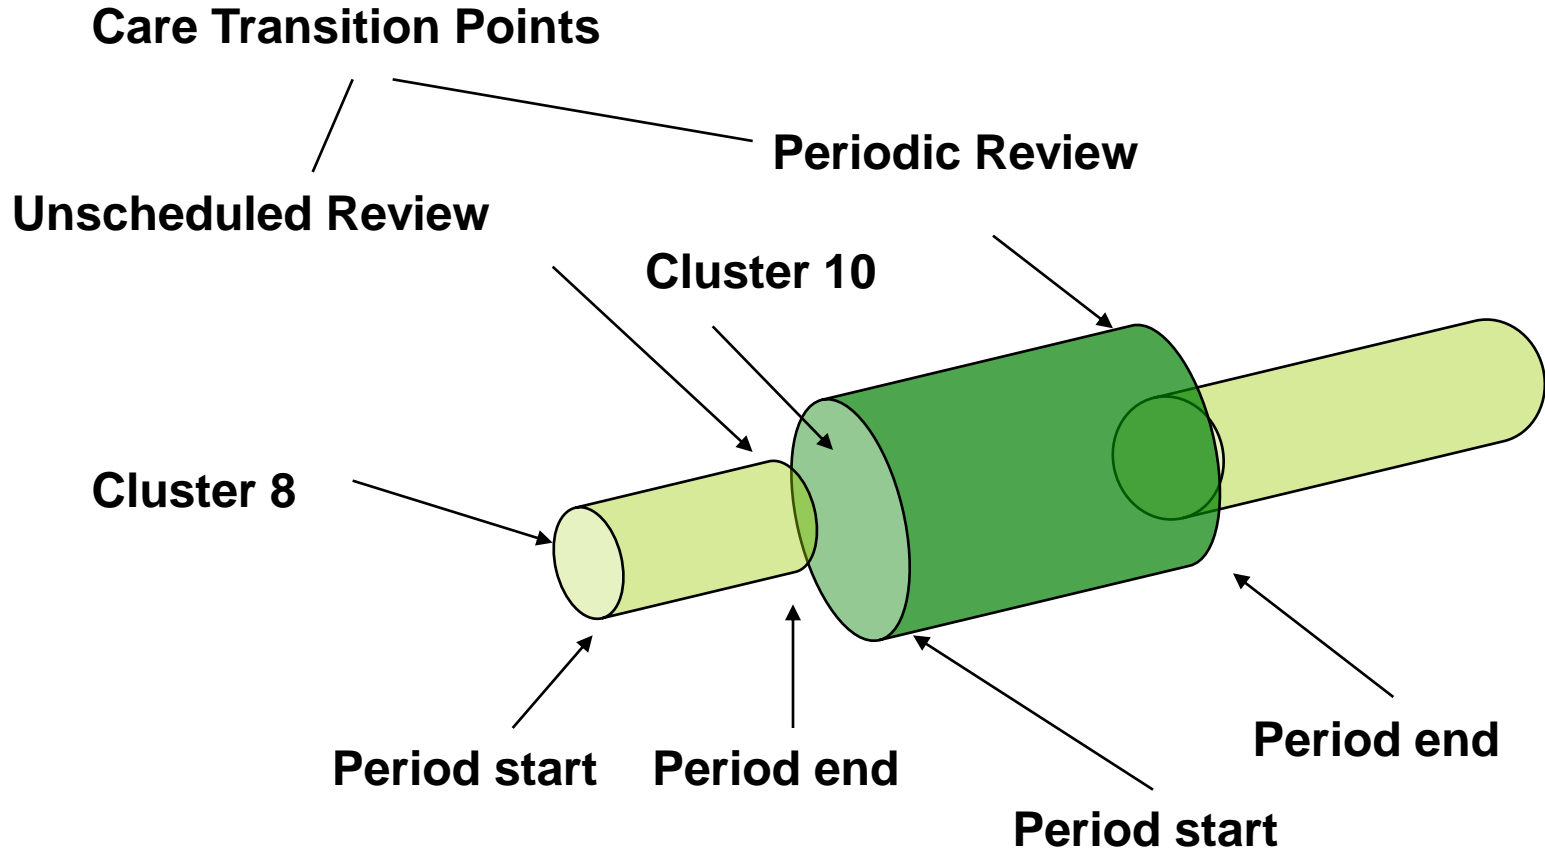 Care Transition Points
Periodic Review
Unscheduled Review
Cluster 10
Cluster 8
Period end
Period start
Period end
Period start